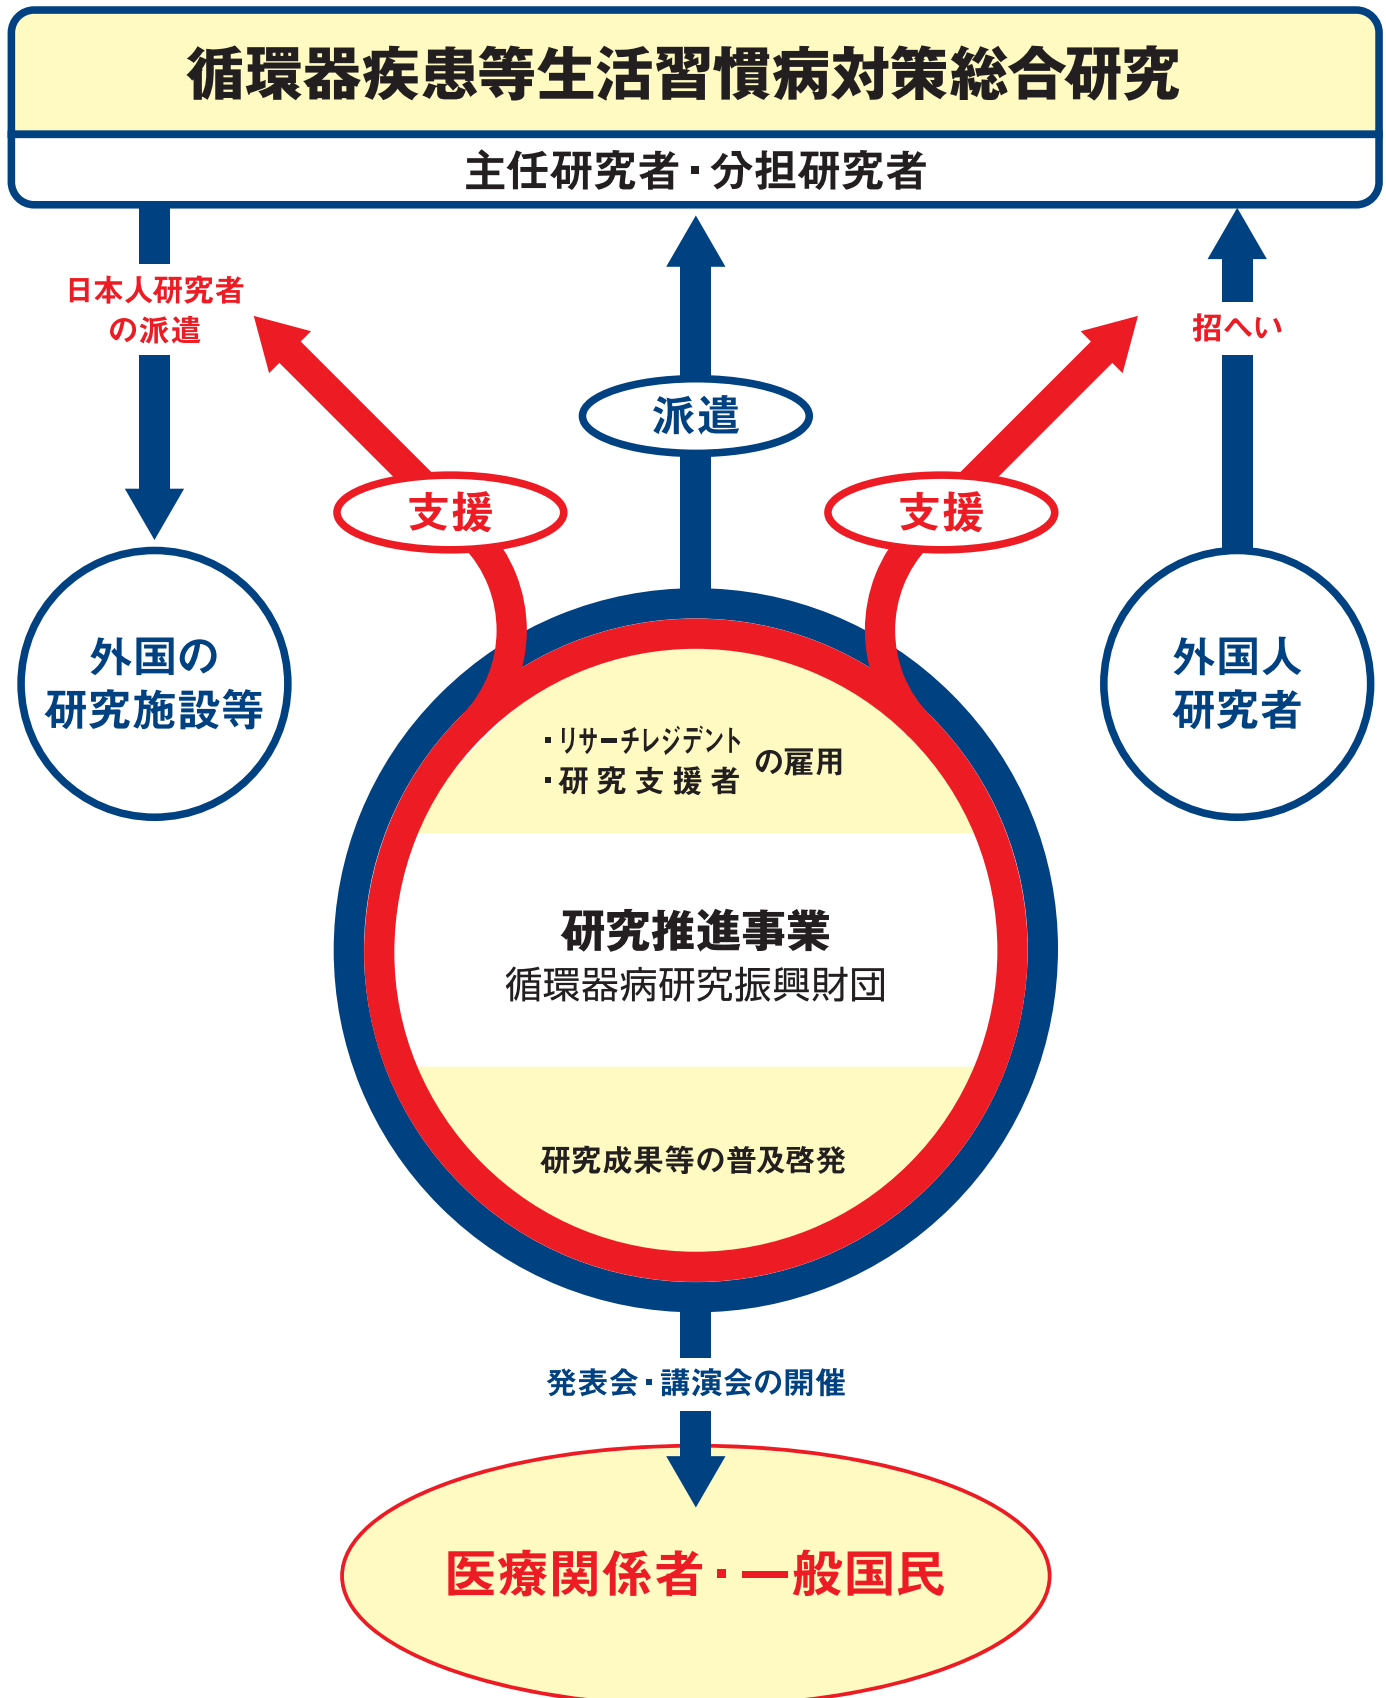 循環器疾患等生活習慣病対策総合研究
主任研究者・分担研究者
日本人研究者
の派遣
招へい
派遣
支援
支援
外国の
研究施設等
外国人
研究者
・リサーチレジデント
・研究支援者
の雇用
研究推進事業
循環器病研究振興財団
研究成果等の普及啓発
発表会・講演会の開催
医療関係者・一般国民